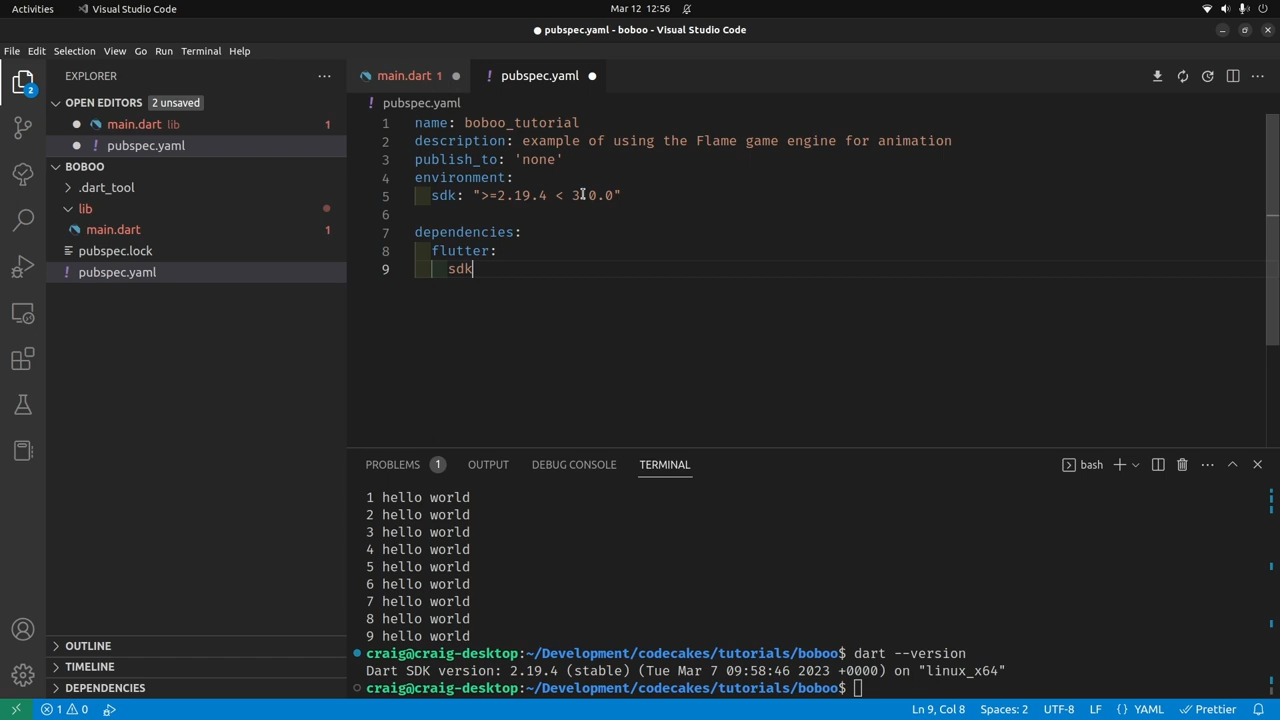 Activities
Visual Studio Code
Mar 12 12:56
● pubspec.yaml - boboo - Visual Studio Code
File Edit Selection View Go Run Terminal Help
EXPLORER
main.dart 1
! pubspec.yaml
OPEN EDITORS 2 unsaved
main.dart lib 1
! pubspec.yaml
BOBOO
.dart_tool
lib
main.dart 1
pubspec.lock
! pubspec.yaml
2
! pubspec.yaml
1 name: boboo_tutorial
2 description: example of using the Flame game engine for animation
3 publish_to: 'none'
4 environment:
5 sdk: ">=2.19.4 < 3.0.0"
6
7 dependencies:
8 flutter:
9 sdk
PROBLEMS 1 OUTPUT DEBUG CONSOLE TERMINAL
bash
1 hello world
2 hello world
3 hello world
4 hello world
5 hello world
6 hello world
7 hello world
8 hello world
9 hello world
craig@craig-desktop:~/Development/codecakes/tutorials/boboo$ dart --version
Dart SDK version: 2.19.4 (stable) (Tue Mar 7 09:58:46 2023 +0000) on "linux_x64"
craig@craig-desktop:~/Development/codecakes/tutorials/boboo$
OUTLINE
TIMELINE
DEPENDENCIES
1 0
Ln 9, Col 8 Spaces: 2 UTF-8 LF {} YAML Prettier